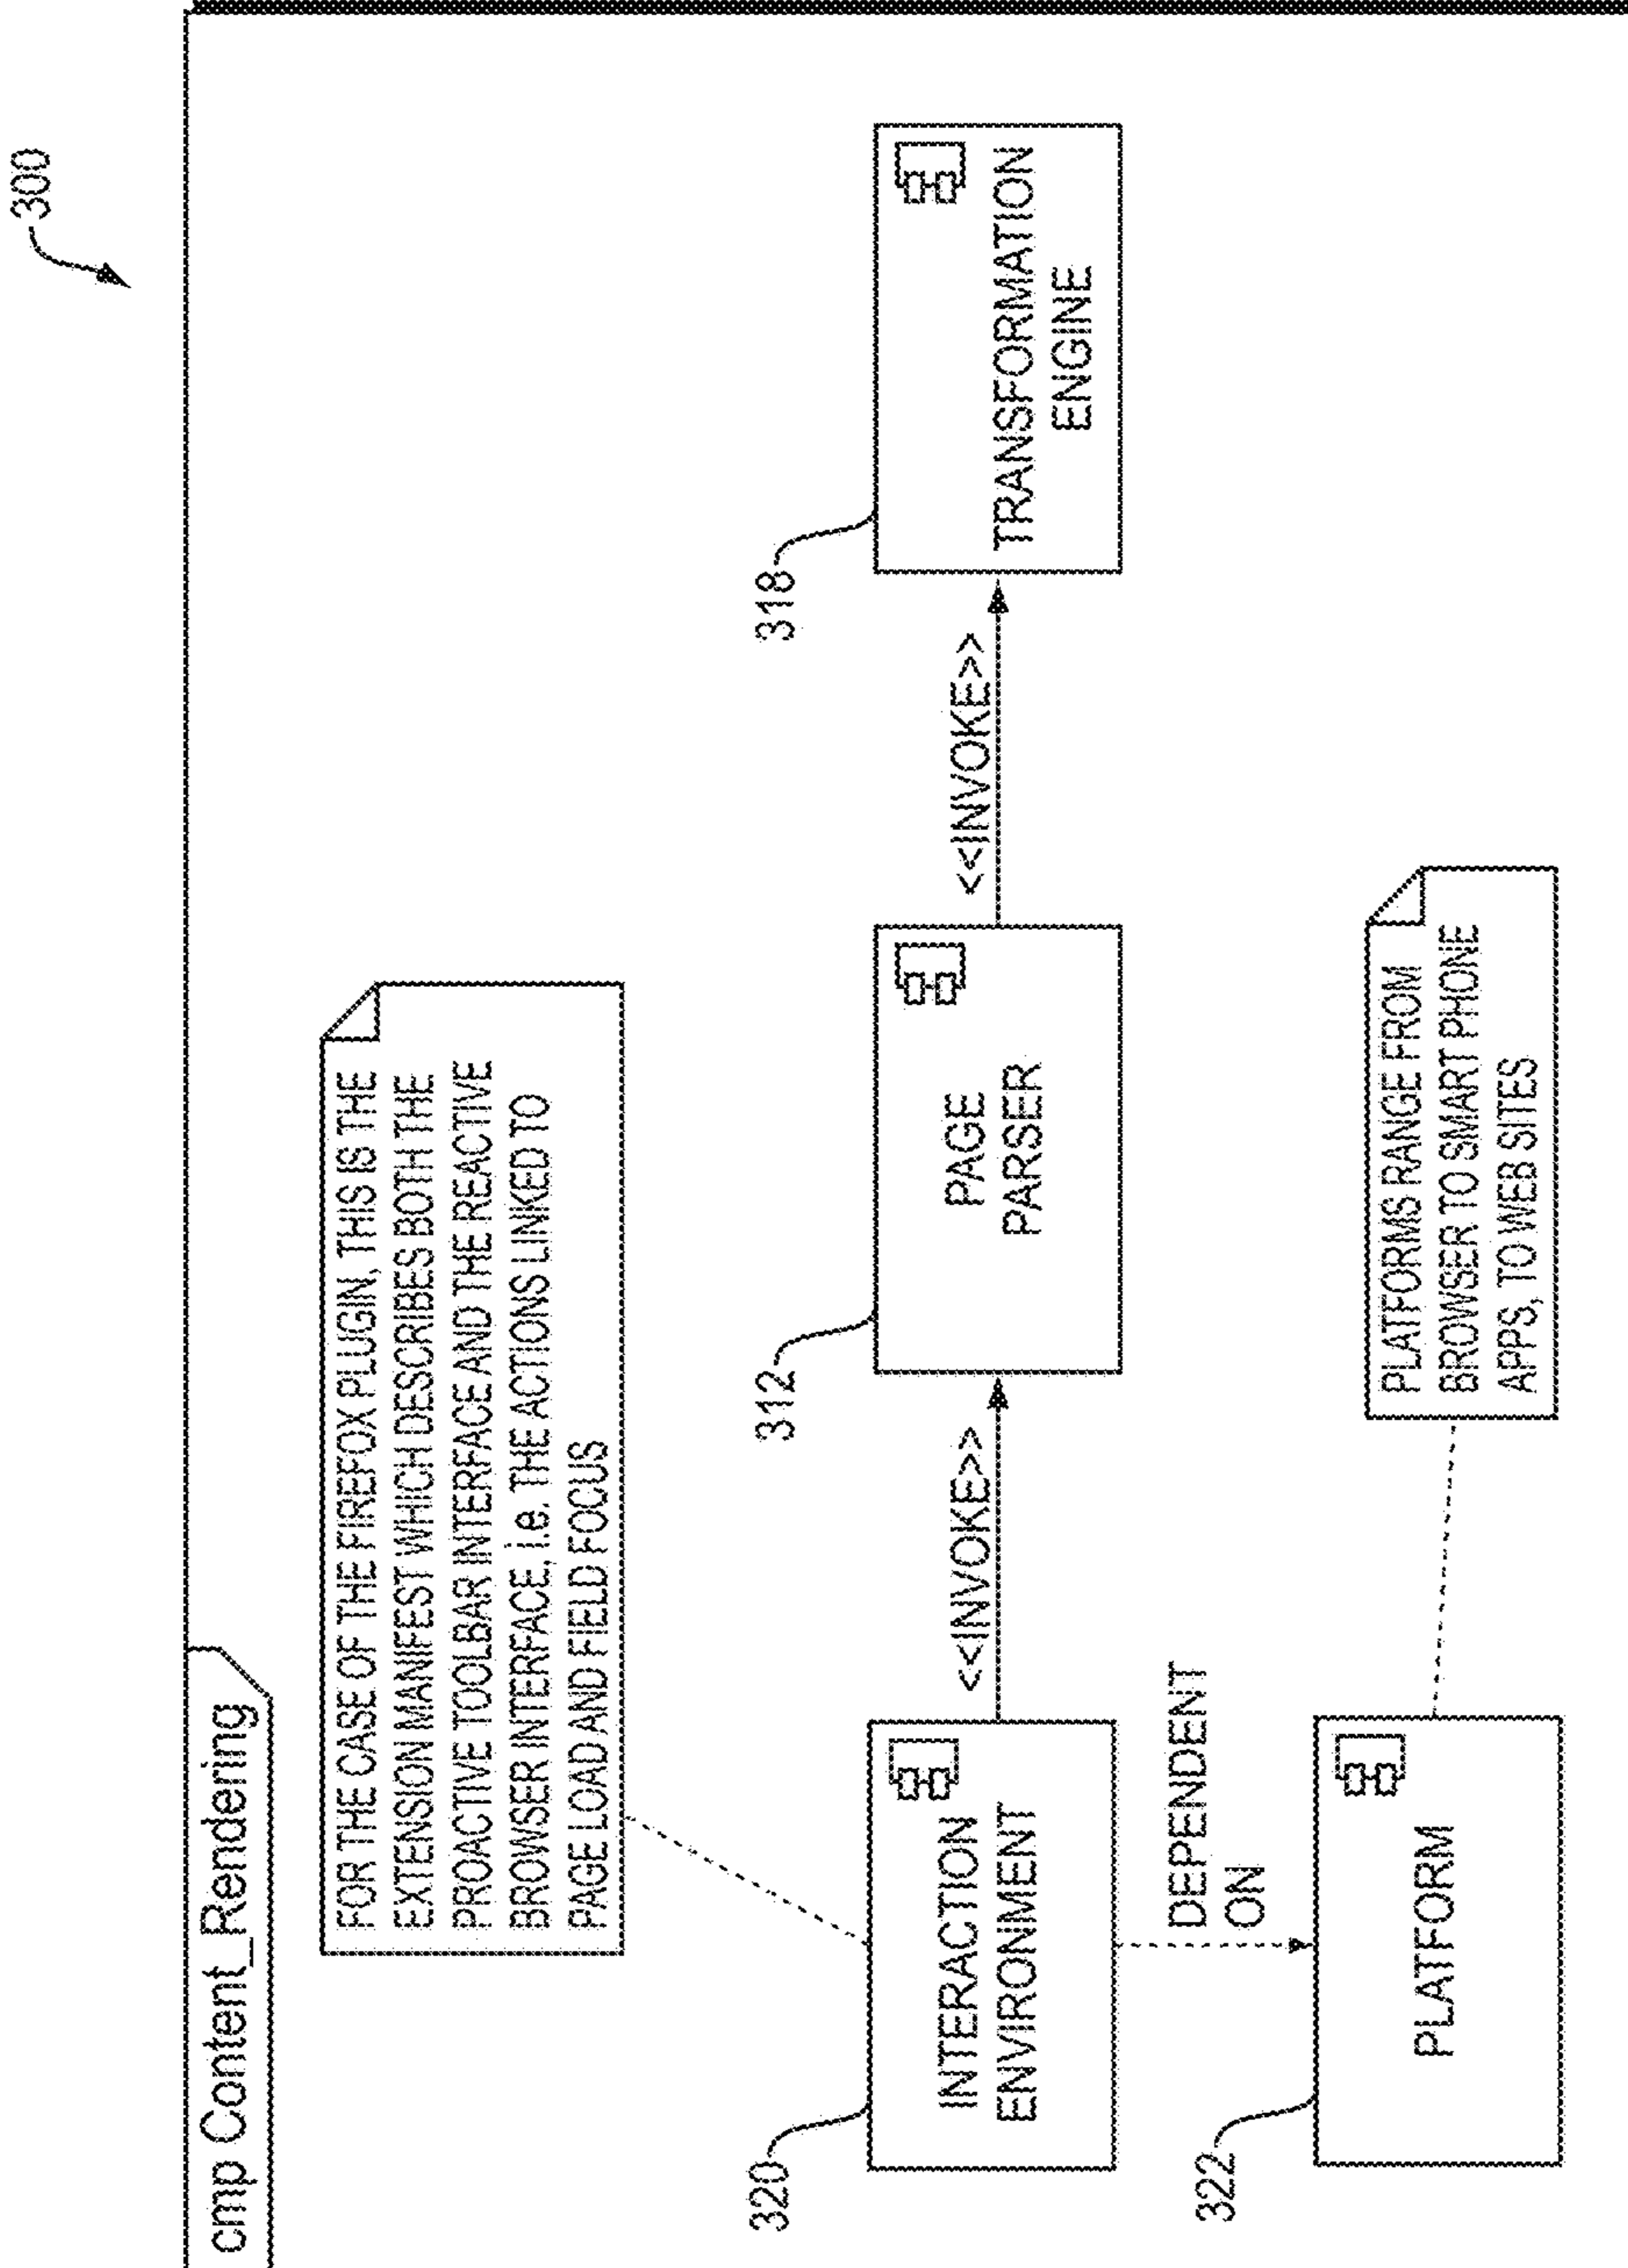 300
cmp Content_Rendering
FOR THE CASE OF THE FIREFOX PLUGIN, THIS IS THE
EXTENSION MANIFEST WHICH DESCRIBES BOTH THE
PROACTIVE TOOLBAR INTERFACE AND THE REACTIVE
BROWSER INTERFACE, i.e. THE ACTIONS LINKED TO
PAGE LOAD AND FIELD FOCUS
320
INTERACTION
ENVIRONMENT
<<INVOKE>>
312
PAGE
PARSER
<<INVOKE>>
318
TRANSFORMATION
ENGINE
DEPENDENT
ON
322
PLATFORM
PLATFORMS RANGE FROM
BROWSER TO SMART PHONE
APPS, TO WEB SITES